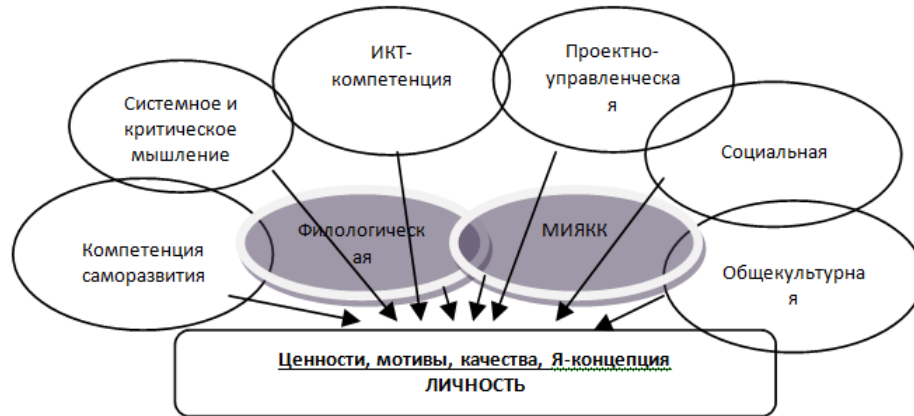 ИКТ-
компетенция
Проектно-
управленческа
я
Системное и
критическое
мышление
Социальная
Филологическ
ая
МИЯКК
Компетенция
саморазвития
Общекультурна
я
Ценности, мотивы, качества, Я-концепция
ЛИЧНОСТЬ